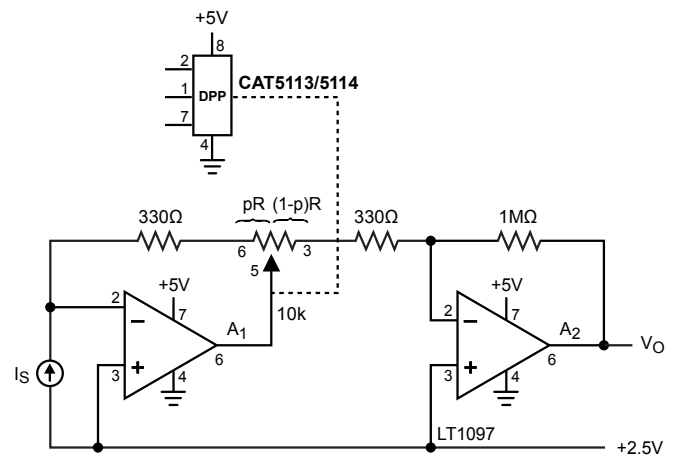 +5V
8
2
CAT5113/5114
1
DPP
7
4
pR (1-p)R
330Ω
330Ω
1MΩ
6
3
5
+5V
+5V
2
7
10k
2
7
–
A1
–
A2
6
6
VO
+
+
3
4
3
4
IS
LT1097
+2.5V